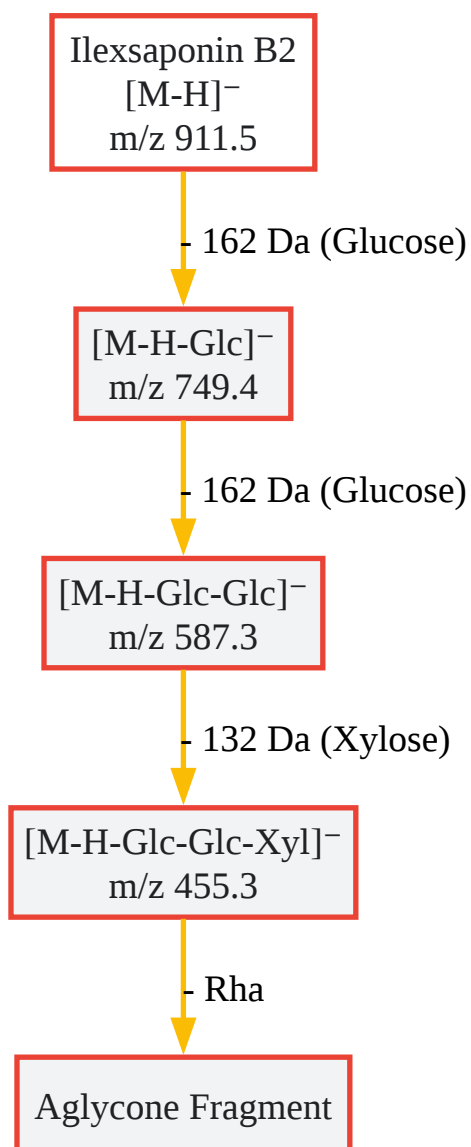 Ilexsaponin B2
[M-H]⁻
m/z 911.5
- 162 Da (Glucose)
[M-H-Glc]⁻
m/z 749.4
- 162 Da (Glucose)
[M-H-Glc-Glc]⁻
m/z 587.3
- 132 Da (Xylose)
[M-H-Glc-Glc-Xyl]⁻
m/z 455.3
- Rha
Aglycone Fragment